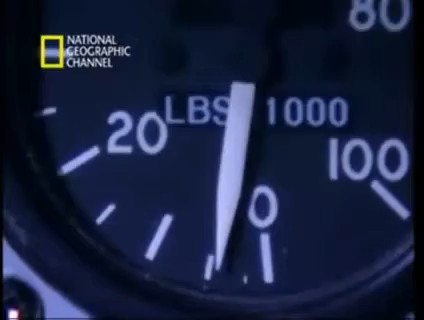 80
NATIONAL
GEOGRAPHIC
CHANNEL
LBS 1000
20
100
0